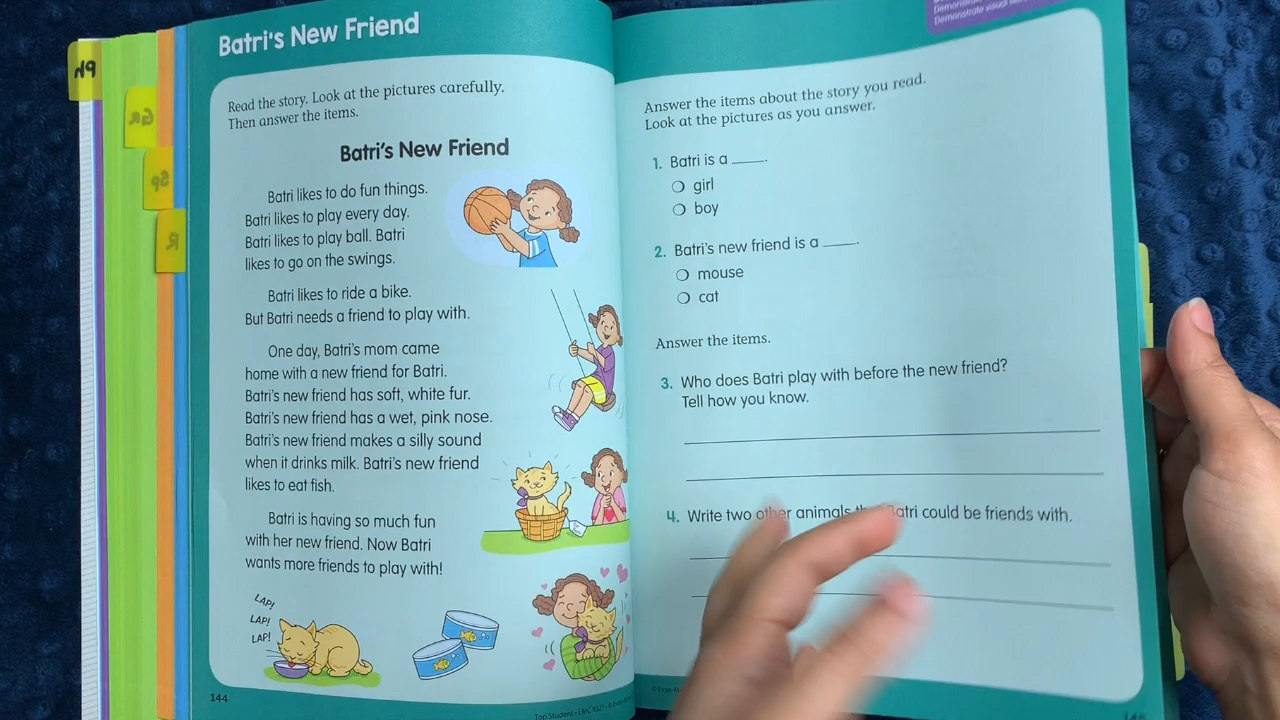 Batri's New Friend
Read the story. Look at the pictures carefully.
Then answer the items.
Batri's New Friend
Batri likes to do fun things.
Batri likes to play every day.
Batri likes to play ball. Batri
likes to go on the swings.
Batri likes to ride a bike.
But Batri needs a friend to play with.
One day, Batri's mom came
home with a new friend for Batri.
Batri's new friend has soft, white fur.
Batri's new friend has a wet, pink nose.
Batri's new friend makes a silly sound
when it drinks milk. Batri's new friend
likes to eat fish.
Batri is having so much fun
with her new friend. Now Batri
wants more friends to play with!
LAP!
LAP!
LAP!
144
Top Student • EMC 9321 • © Evan-
Demonstrate visual
Answer the items about the story you read.
Look at the pictures as you answer.
1. Batri is a ____.
girl
boy
2. Batri's new friend is a ____.
mouse
cat
Answer the items.
3. Who does Batri play with before the new friend?
Tell how you know.
4. Write two other animals Batri could be friends with.
© Evan-